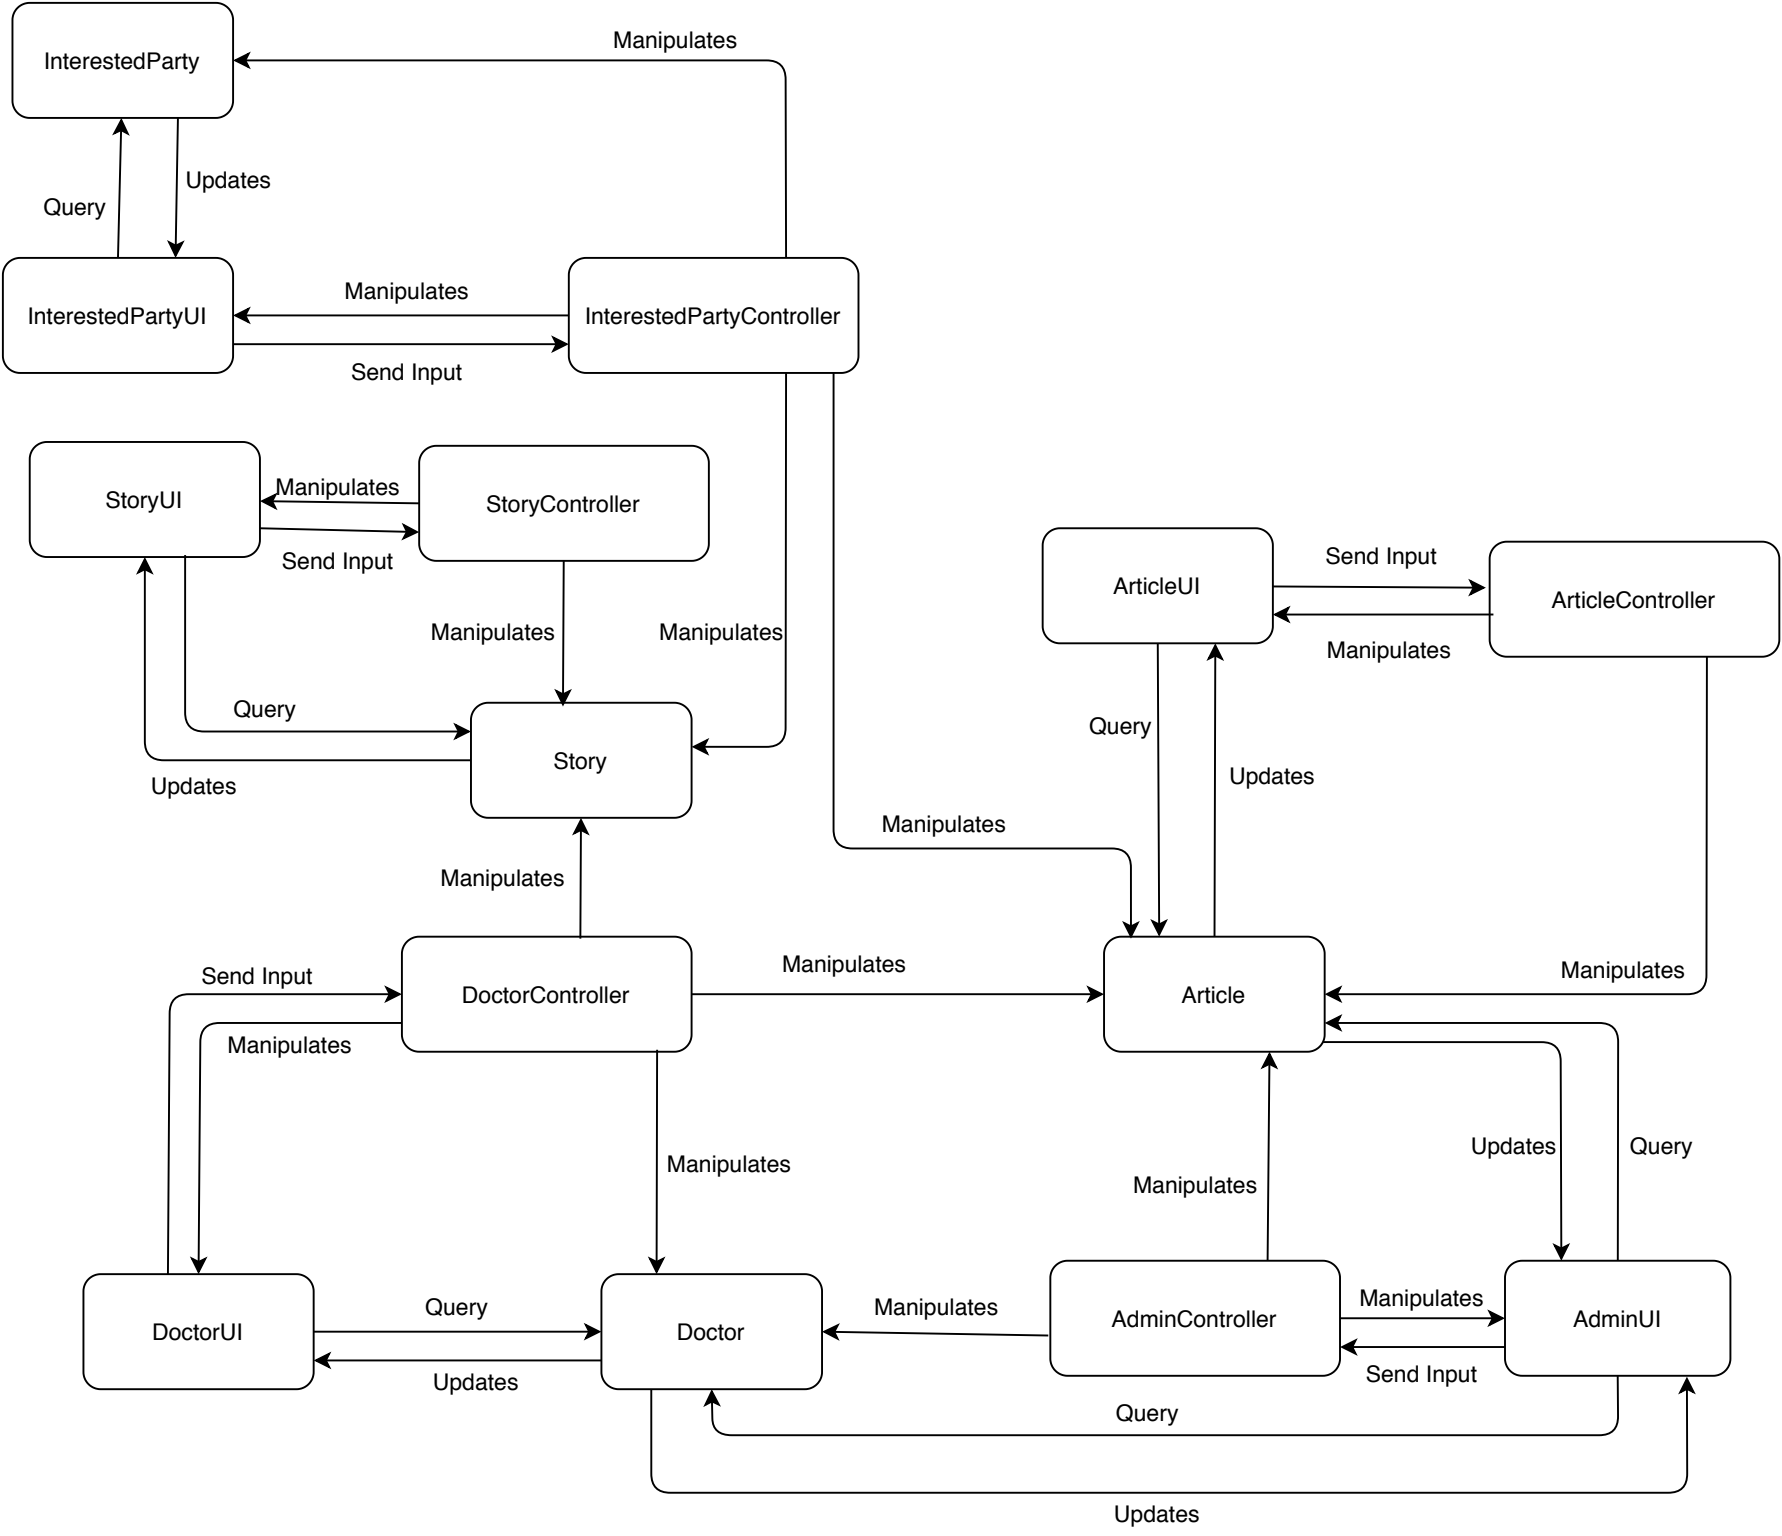 Manipulates
InterestedParty
Updates
Query
Manipulates
InterestedPartyUI
InterestedPartyController
Send Input
Manipulates
StoryUI
StoryController
Send Input
Send Input
ArticleUI
ArticleController
Manipulates
Manipulates
Manipulates
Query
Query
Story
Updates
Updates
Manipulates
Manipulates
Manipulates
Send Input
Manipulates
DoctorController
Article
Manipulates
Manipulates
Updates
Query
Manipulates
Manipulates
Query
Manipulates
Manipulates
DoctorUI
Doctor
AdminController
AdminUI
Updates
Send Input
Query
Updates